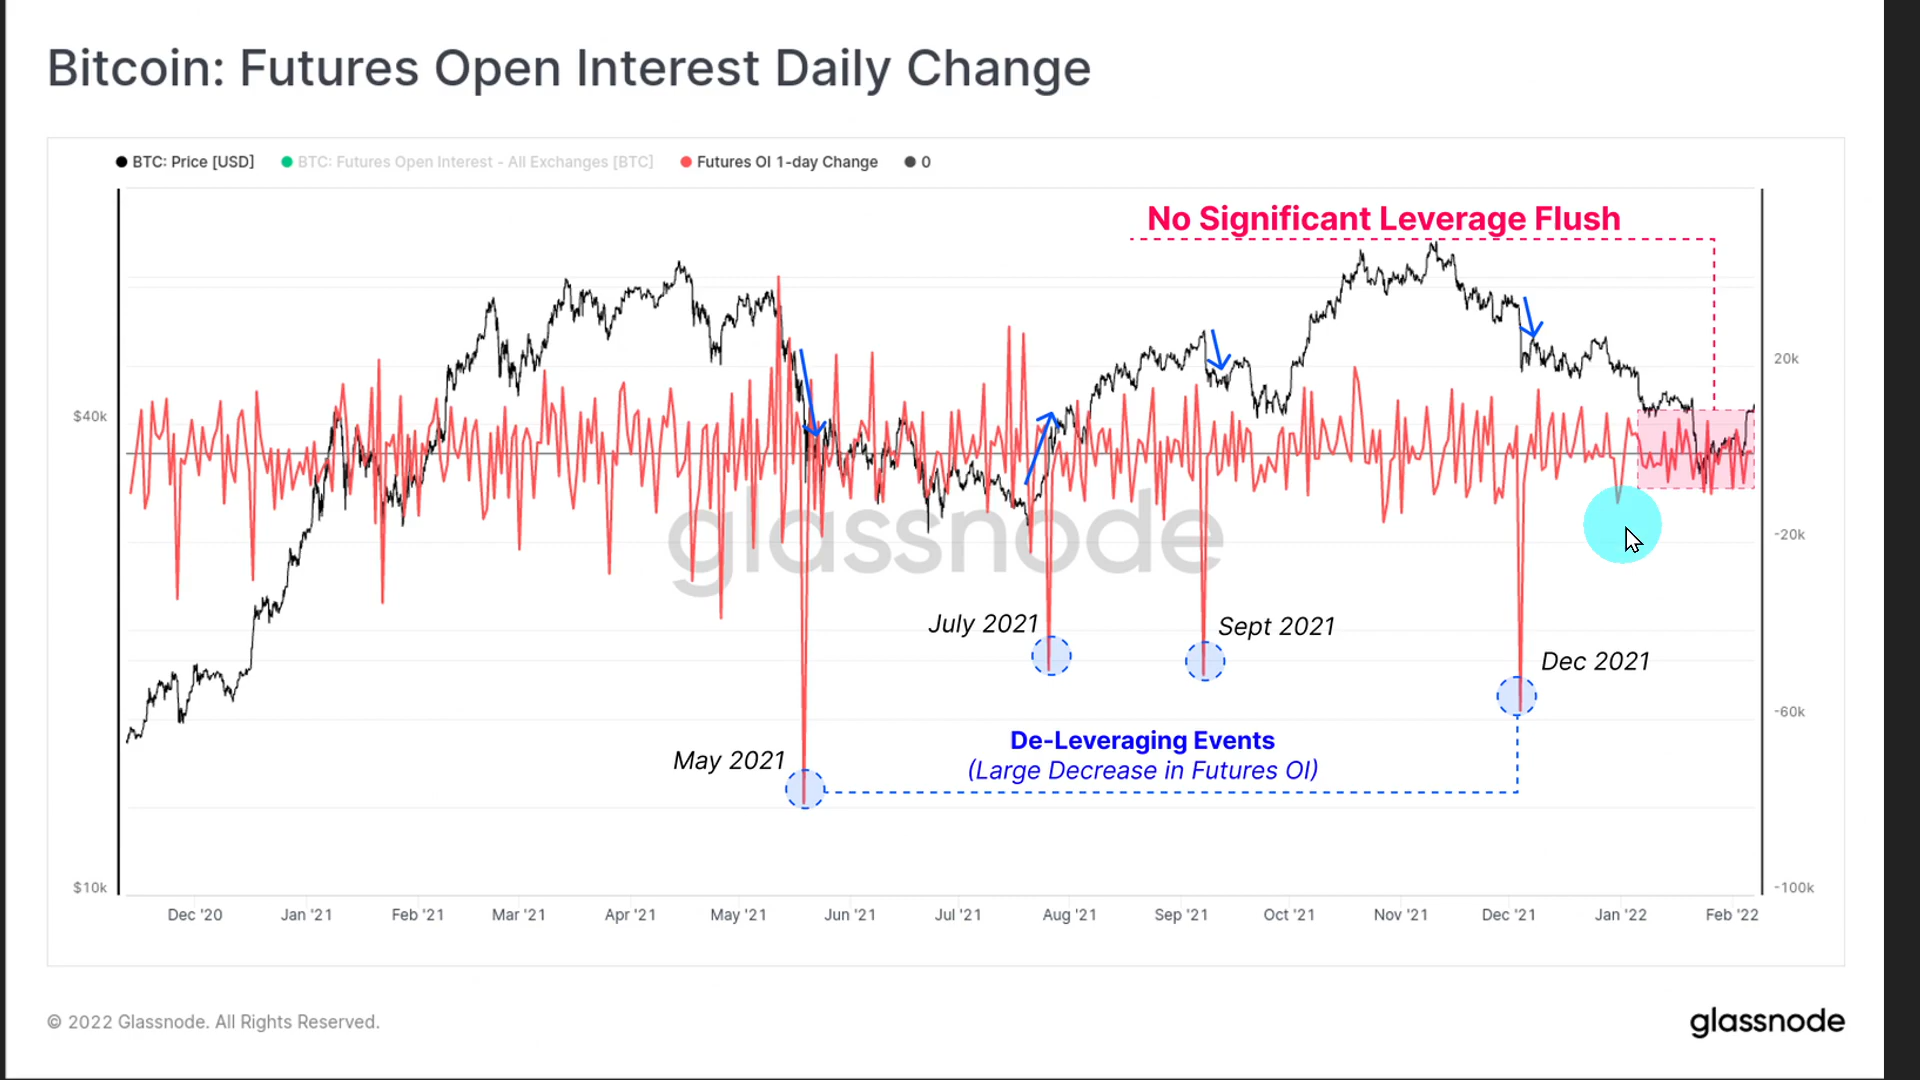 Bitcoin: Futures Open Interest Daily Change
BTC: Price [USD] BTC: Futures Open Interest - All Exchanges [BTC] Futures OI 1-day Change 0
No Significant Leverage Flush
20k
$40k
glassnode
-20k
July 2021
Sept 2021
Dec 2021
-60k
De-Leveraging Events
May 2021
(Large Decrease in Futures OI)
$10k
-100k
Dec '20 Jan '21 Feb '21 Mar '21 Apr '21 May '21 Jun '21 Jul '21 Aug '21 Sep '21 Oct '21 Nov '21 Dec '21 Jan '22 Feb '22
© 2022 Glassnode. All Rights Reserved.
glassnode